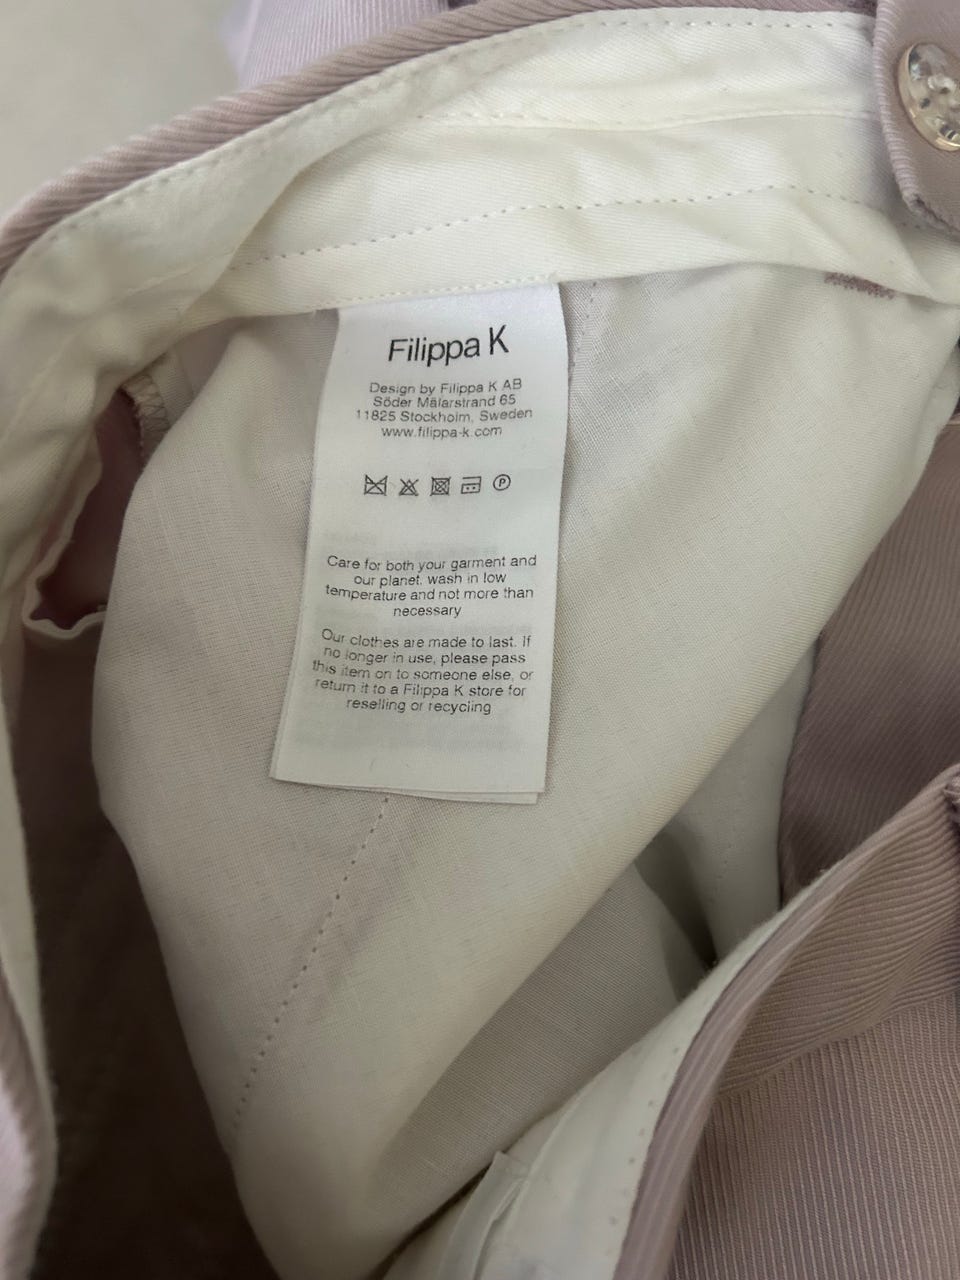 Filippa K
Design by Filippa K AB
Söder Mälarstrand 65
11825 Stockholm, Sweden
www.filippa-k.com
P
Care for both your garment and
our planet, wash in low
temperature and not more than
necessary
Our clothes are made to last. If
no longer in use, please pass
this item on to someone else, or
return it to a Filippa K store for
reselling or recycling